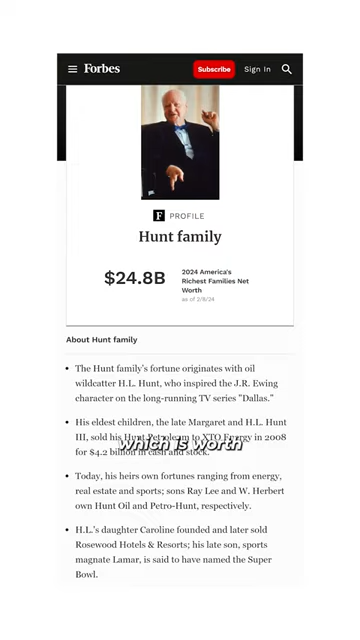 Forbes
Subscribe
Sign In
F PROFILE
Hunt family
$24.8B
2024 America's
Richest Families Net
Worth
as of 2/8/24
About Hunt family
• The Hunt family's fortune originates with oil
wildcatter H.L. Hunt, who inspired the J.R. Ewing
character on the long-running TV series "Dallas."
• His eldest children, the late Margaret and H.L. Hunt
III, sold his Hunt Petroleum to XTO Energy in 2008
which is worth
for $4.2 billion in cash and stock.
• Today, his heirs own fortunes ranging from energy,
real estate and sports; sons Ray Lee and W. Herbert
own Hunt Oil and Petro-Hunt, respectively.
• H.L.'s daughter Caroline founded and later sold
Rosewood Hotels & Resorts; his late son, sports
magnate Lamar, is said to have named the Super
Bowl.